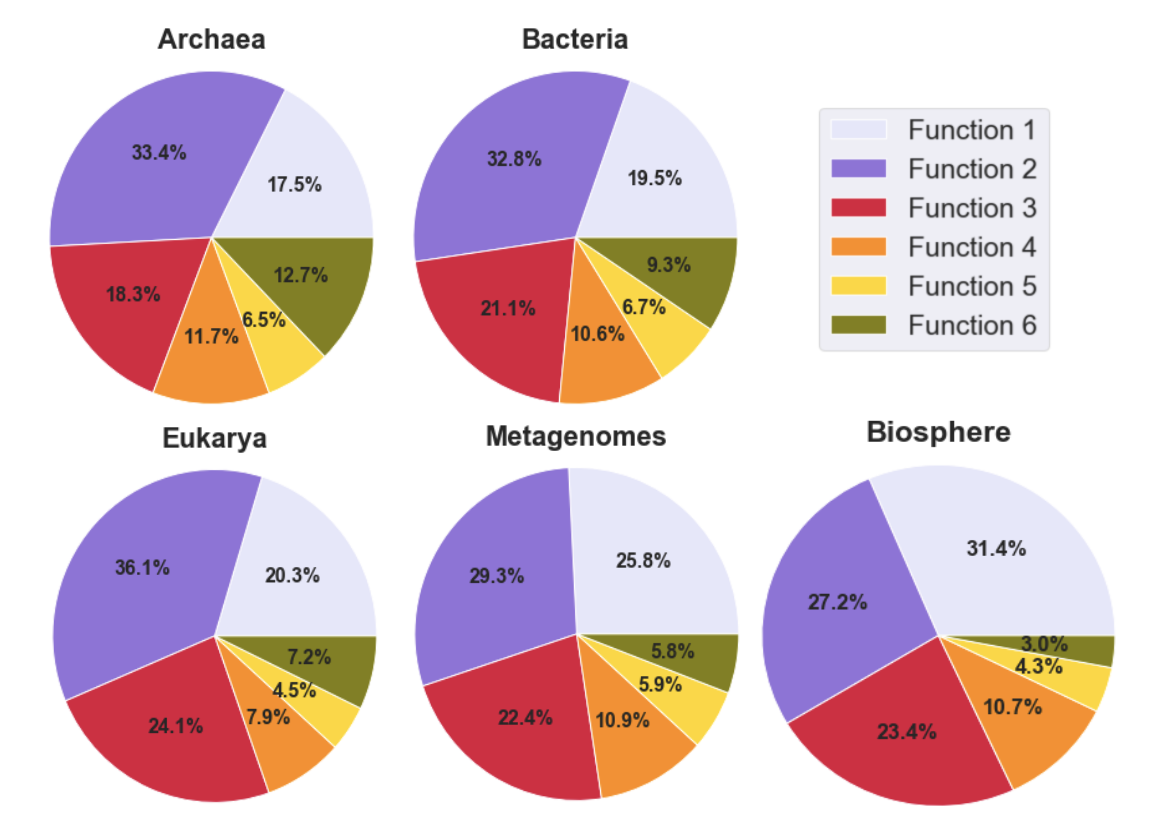 Archaea
33.4%
17.5%
18.3%
11.7%
6.5%
12.7%
Bacteria
32.8%
19.5%
21.1%
10.6%
6.7%
9.3%
Function 1
Function 2
Function 3
Function 4
Function 5
Function 6
Eukarya
36.1%
20.3%
24.1%
7.9%
4.5%
7.2%
Metagenomes
29.3%
25.8%
22.4%
10.9%
5.9%
5.8%
Biosphere
31.4%
27.2%
23.4%
10.7%
4.3%
3.0%